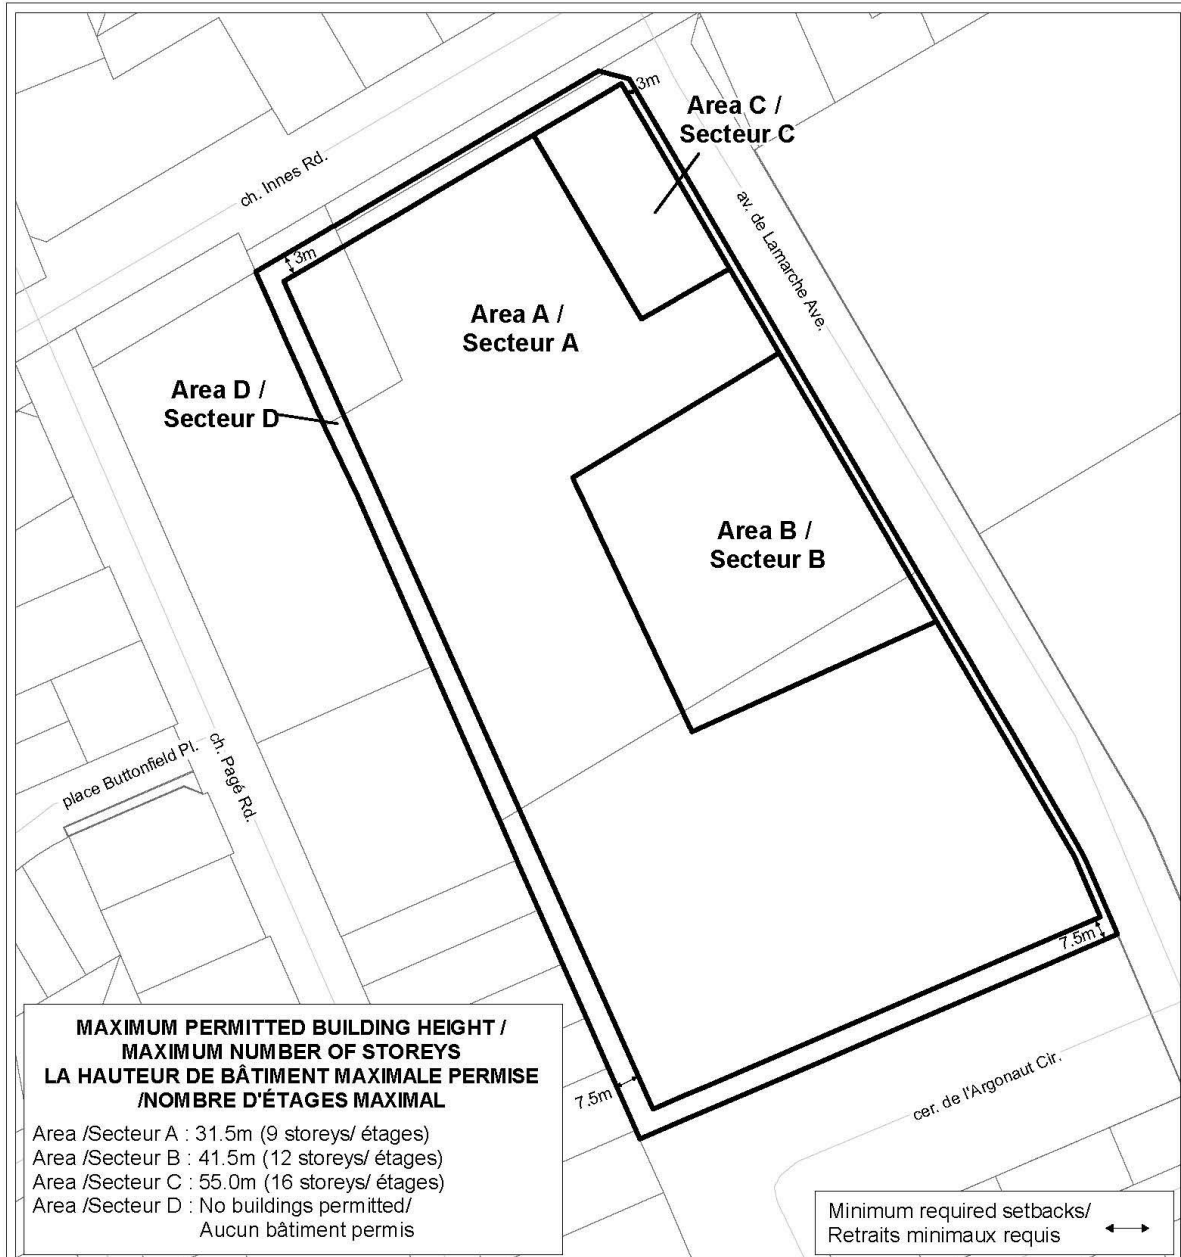 3m
Area C /
Secteur C
ch. Innes Rd.
3m
av. de Lamarche Ave.
Area A /
Secteur A
Area D /
Secteur D
Area B /
Secteur B
ch. Pagé Rd.
place Buttonfield Pl.
7.5m
7.5m
cer. de l'Argonaut Cir.
MAXIMUM PERMITTED BUILDING HEIGHT /
MAXIMUM NUMBER OF STOREYS
LA HAUTEUR DE BÂTIMENT MAXIMALE PERMISE
/NOMBRE D'ÉTAGES MAXIMAL
Area /Secteur A : 31.5m (9 storeys/ étages)
Area /Secteur B : 41.5m (12 storeys/ étages)
Area /Secteur C : 55.0m (16 storeys/ étages)
Area /Secteur D : No buildings permitted/
Aucun bâtiment permis
Minimum required setbacks/
Retraits minimaux requis